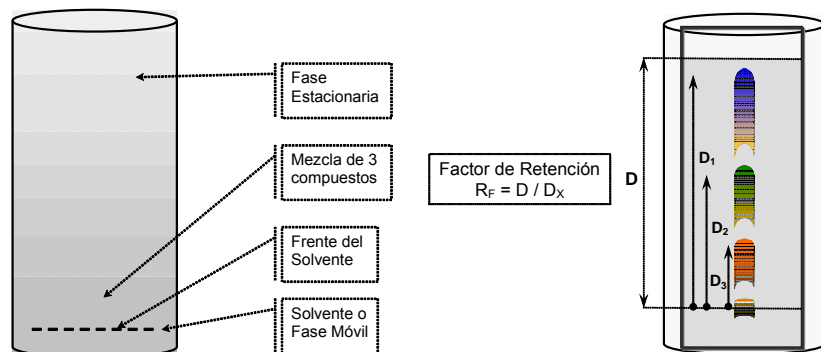 Fase
Estacionaria
Mezcla de 3
compuestos
Frente del
Solvente
Solvente o
Fase Móvil
Factor de Retención
R_F = D / D_X
D
D₁
D₂
D₃